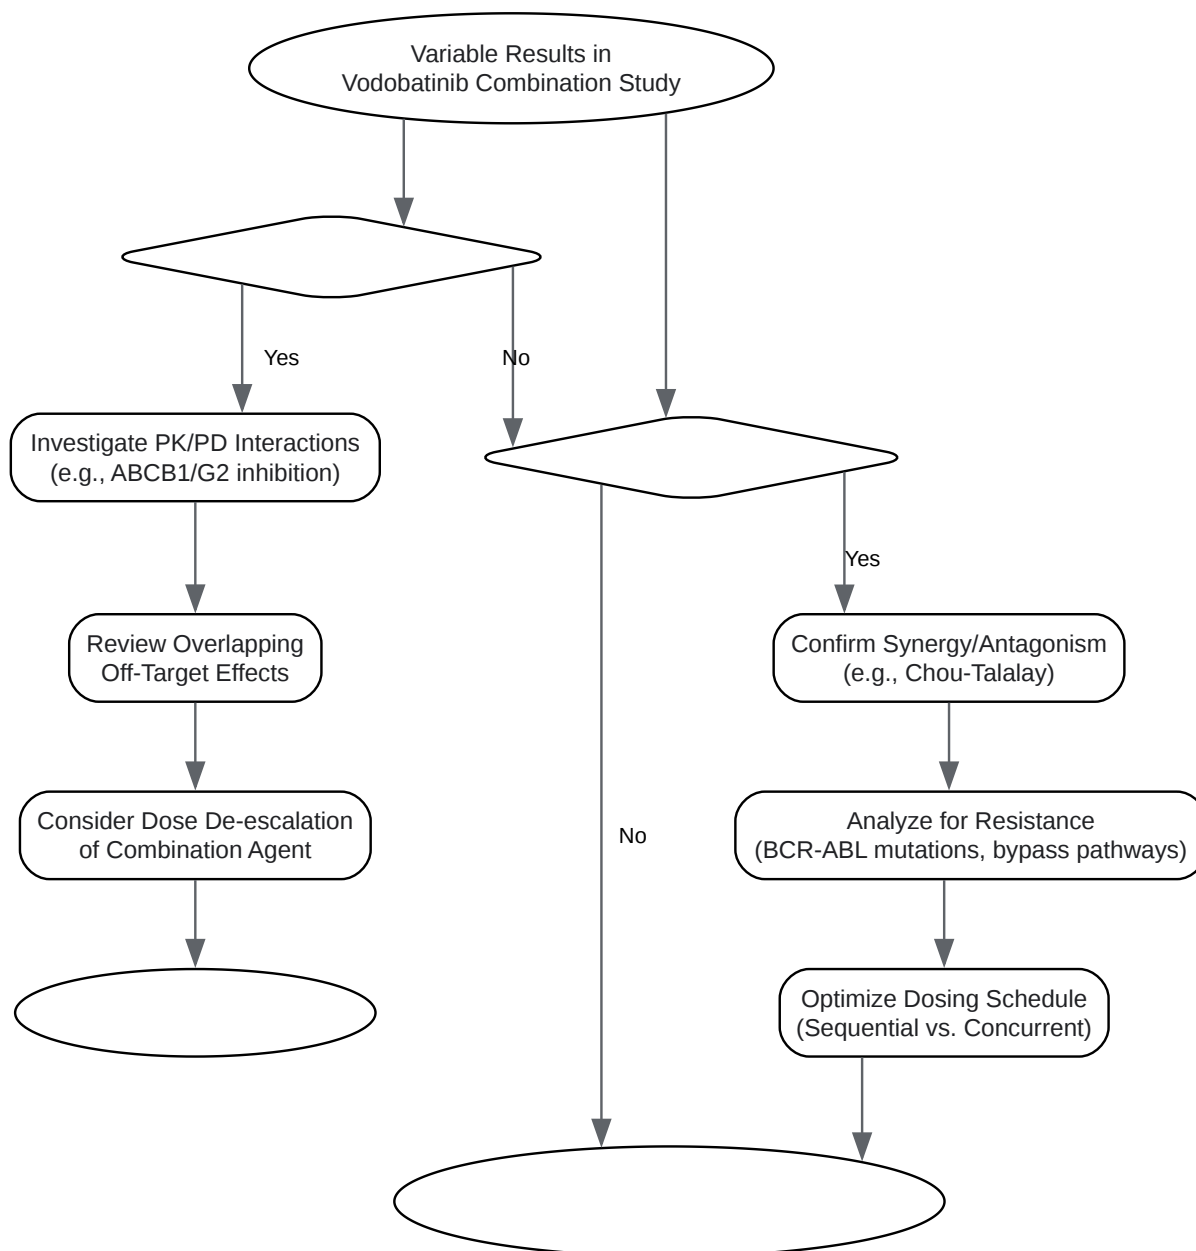 Variable Results in
Vodobatinib Combination Study
Yes
No
Investigate PK/PD Interactions
(e.g., ABCB1/G2 inhibition)
Yes
Review Overlapping
Off-Target Effects
Confirm Synergy/Antagonism
(e.g., Chou-Talalay)
Consider Dose De-escalation
of Combination Agent
No
Analyze for Resistance
(BCR-ABL mutations, bypass pathways)
Optimize Dosing Schedule
(Sequential vs. Concurrent)